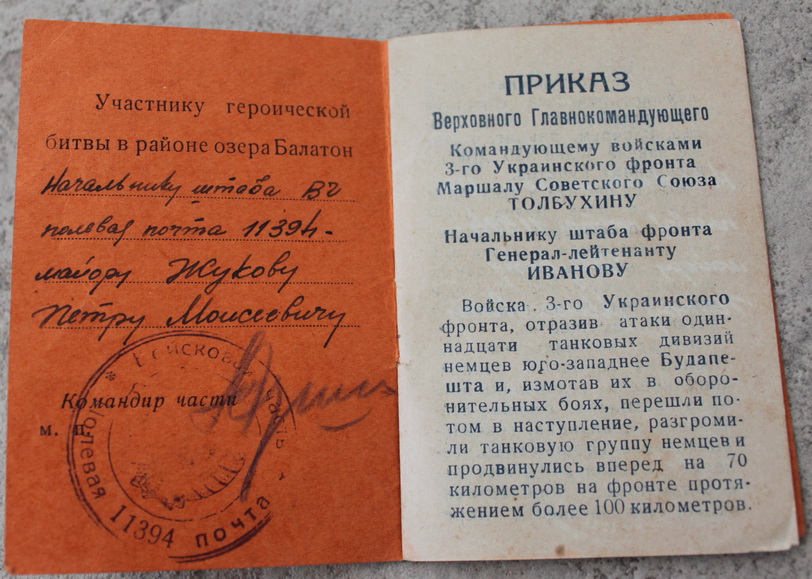 Участнику героической
битвы в районе озера Балатон
Начальнику штаба ВЧ
полевая почта 11394-
майору Жукову
Петру Моисеевичу
Командир части
м. п.
* Войсковая часть *
полевая 11394 почта
ПРИКАЗ
Верховного Главнокомандующего
Командующему войсками
3-го Украинского фронта
Маршалу Советского Союза
ТОЛБУХИНУ
Начальнику штаба фронта
Генерал-лейтенанту
ИВАНОВУ
Войска 3-го Украинского
фронта, отразив атаки один-
надцати танковых дивизий
немцев юго-западнее Будапе-
шта и, измотав их в оборо-
нительных боях, перешли по-
том в наступление, разгроми-
ли танковую группу немцев и
продвинулись вперед на 70
километров на фронте протя-
жением более 100 километров.